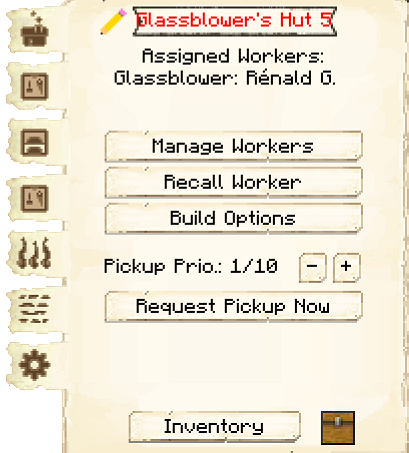 Glassblower's Hut 5
Assigned Workers:
Glassblower: Rénald G.
Manage Workers
Recall Worker
Build Options
Pickup Prio.: 1/10 - +
Request Pickup Now
Inventory